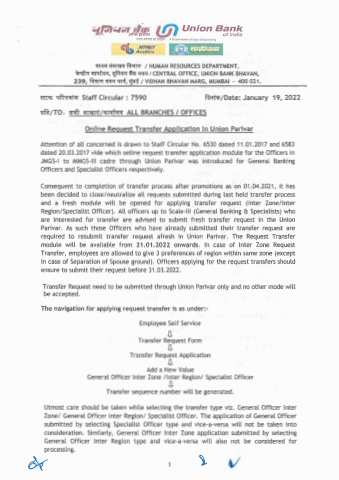 यूनियन बैंक Union Bank
of India
मानव संसाधन विभाग / HUMAN RESOURCES DEPARTMENT,
केन्द्रीय कार्यालय, यूनियन बैंक भवन / CENTRAL OFFICE, UNION BANK BHAVAN,
239, विधान भवन मार्ग, मुंबई / VIDHAN BHAVAN MARG, MUMBAI - 400 021.
स्टाफ परिपत्रांक Staff Circular : 7590 दिनांक/Date: January 19, 2022
प्रति/TO. सभी शाखाएं/कार्यालय ALL BRANCHES / OFFICES
Online Request Transfer Application in Union Parivar
Attention of all concerned is drawn to Staff Circular No. 6530 dated 11.01.2017 and 6583
dated 20.03.2017 vide which online request transfer application module for the Officers in
JMGS-I to MMGS-III cadre through Union Parivar was introduced for General Banking
Officers and Specialist Officers respectively.
Consequent to completion of transfer process after promotions as on 01.04.2021, it has
been decided to close/neutralise all requests submitted during last held transfer process
and a fresh module will be opened for applying transfer request (Inter Zone/Inter
Region/Specialist Officer). All officers up to Scale-III (General Banking & Specialists) who
are interested for transfer are advised to submit fresh transfer request in the Union
Parivar. As such those Officers who have already submitted their transfer request are
required to resubmit transfer request afresh in Union Parivar. The Request Transfer
module will be available from 21.01.2022 onwards. In case of Inter Zone Request
Transfer, employees are allowed to give 3 preferences of region within same zone (except
in case of Separation of Spouse ground). Officers applying for the request transfers should
ensure to submit their request before 31.03.2022.
Transfer Request need to be submitted through Union Parivar only and no other mode will
be accepted.
The navigation for applying request transfer is as under:-
Employee Self Service
⇩
Transfer Request Form
⇩
Transfer Request Application
⇩
Add a New Value
General Officer Inter Zone /Inter Region/ Specialist Officer
⇩
Transfer sequence number will be generated.
Utmost care should be taken while selecting the transfer type viz. General Officer Inter
Zone/ General Officer Inter Region/ Specialist Officer. The application of General Officer
submitted by selecting Specialist Officer type and vice-a-versa will not be taken into
consideration. Similarly, General Officer Inter Zone application submitted by selecting
General Officer Inter Region type and vice-a-versa will also not be considered for
processing.
1